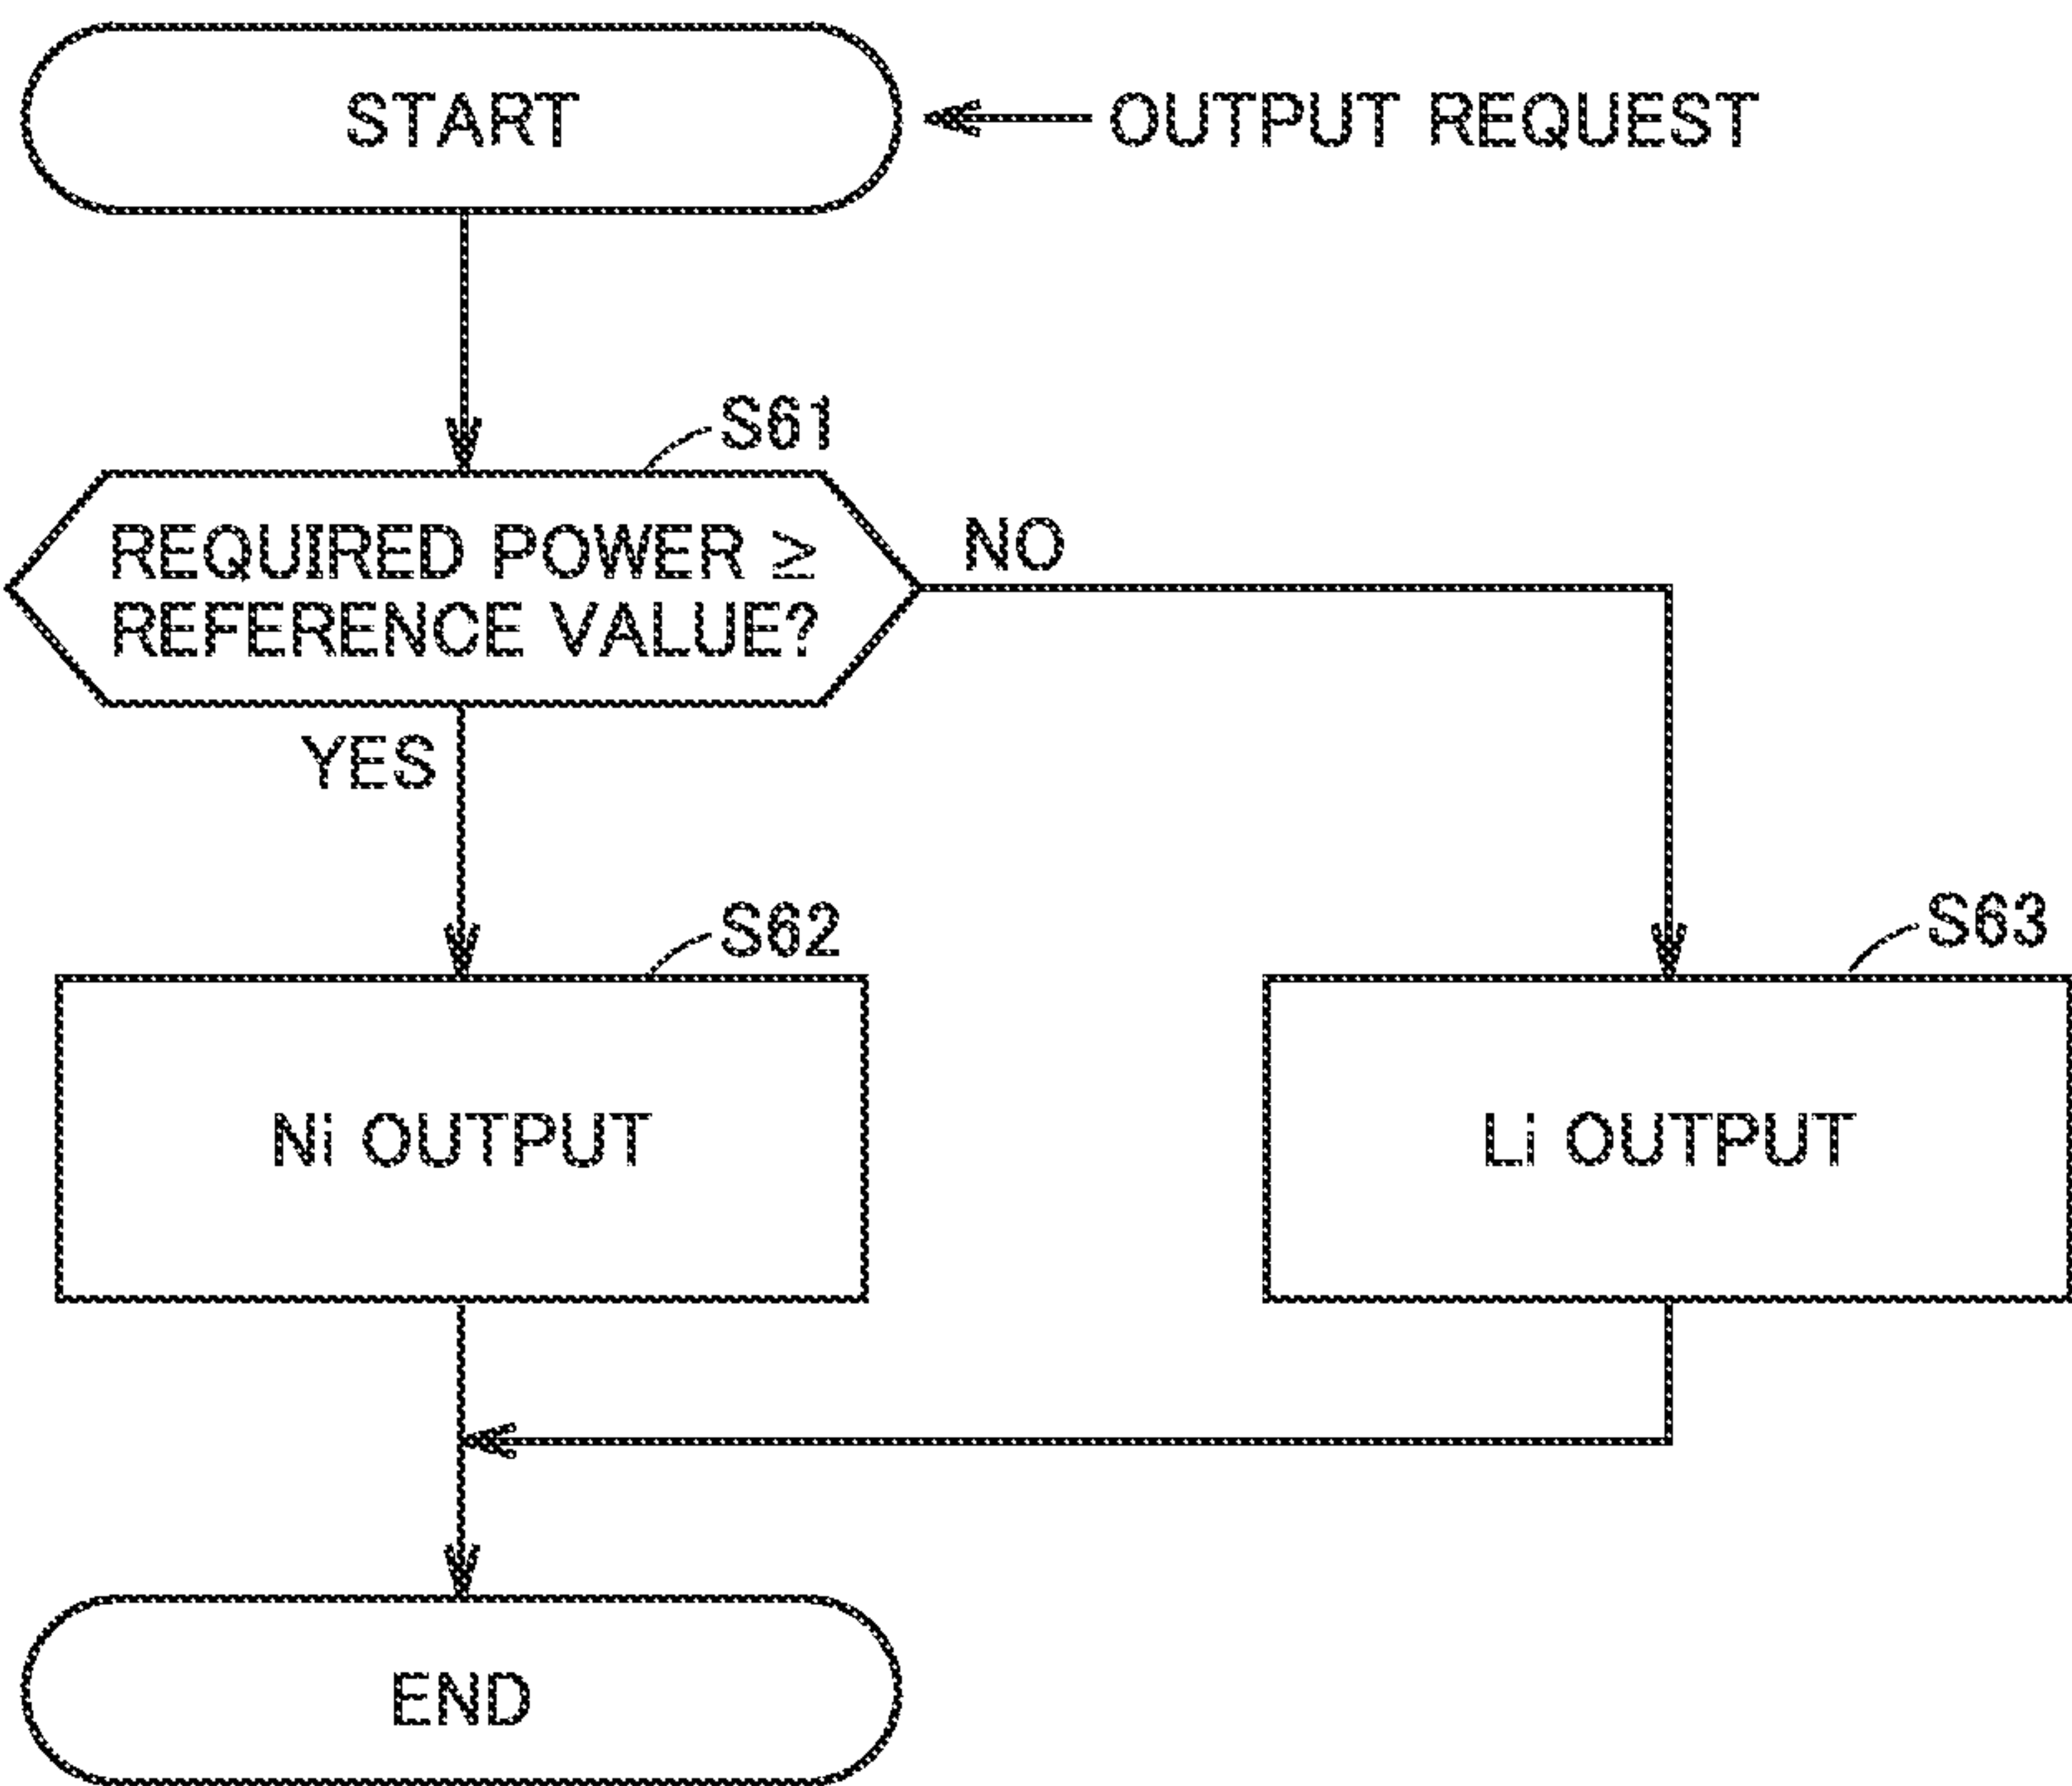 START
OUTPUT REQUEST
S61
REQUIRED POWER ≥
REFERENCE VALUE?
NO
YES
S62
S63
Ni OUTPUT
Li OUTPUT
END